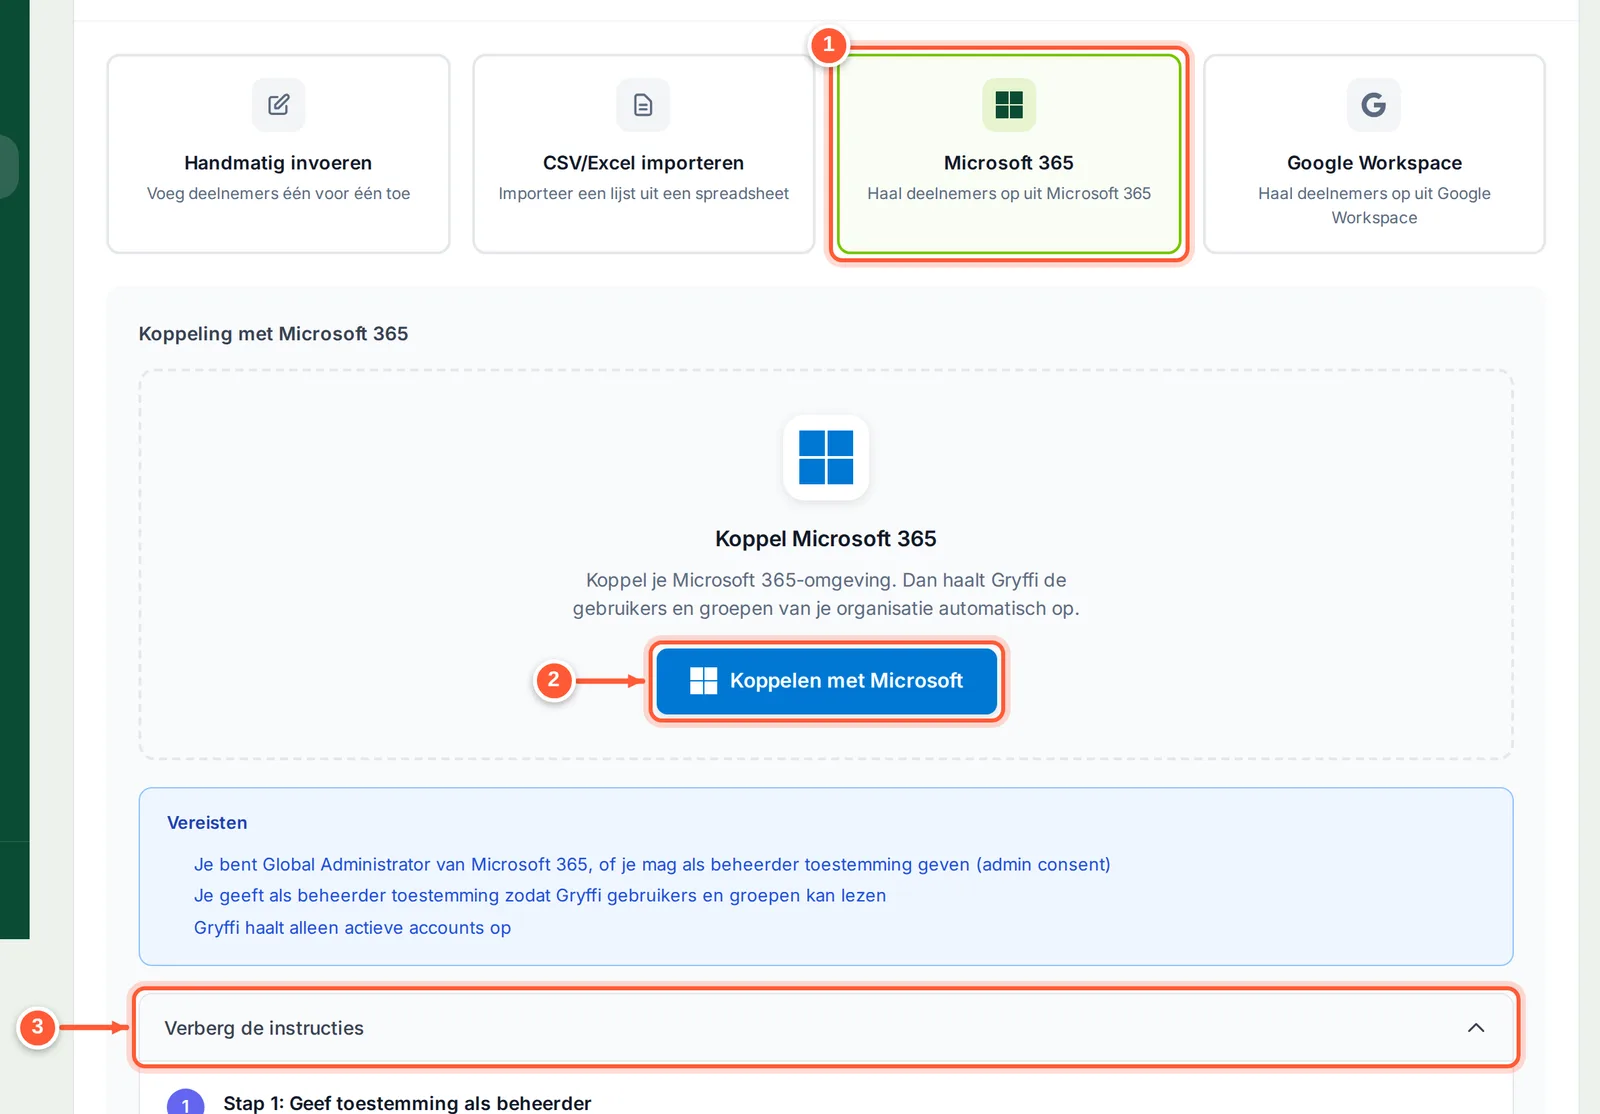 1
Handmatig invoeren
Voeg deelnemers één voor één toe
CSV/Excel importeren
Importeer een lijst uit een spreadsheet
Microsoft 365
Haal deelnemers op uit Microsoft 365
Google Workspace
Haal deelnemers op uit Google
Workspace
Koppeling met Microsoft 365
Koppel Microsoft 365
Koppel je Microsoft 365-omgeving. Dan haalt Gryffi de
gebruikers en groepen van je organisatie automatisch op.
2
Koppelen met Microsoft
Vereisten
Je bent Global Administrator van Microsoft 365, of je mag als beheerder toestemming geven (admin consent)
Je geeft als beheerder toestemming zodat Gryffi gebruikers en groepen kan lezen
Gryffi haalt alleen actieve accounts op
3
Verberg de instructies
1
Stap 1: Geef toestemming als beheerder